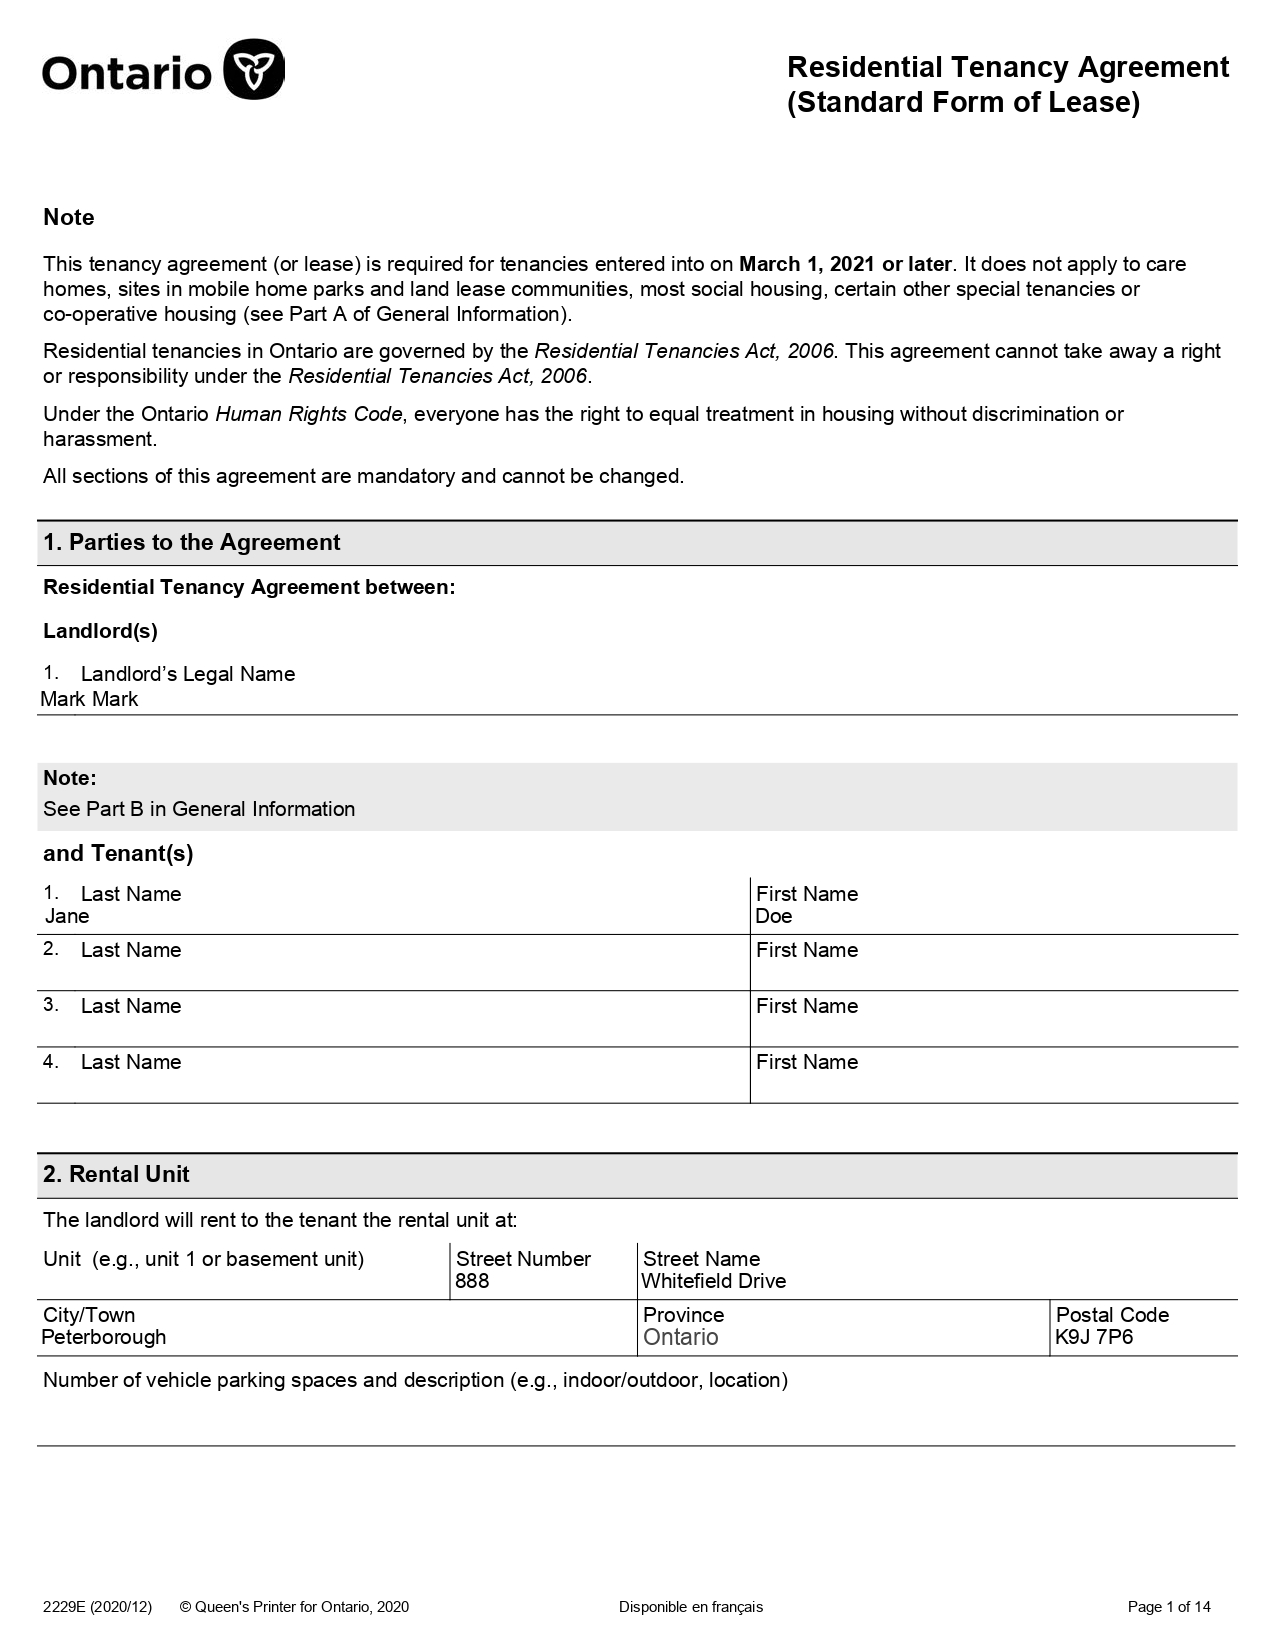 Ontario
Residential Tenancy Agreement
(Standard Form of Lease)
Note
This tenancy agreement (or lease) is required for tenancies entered into on March 1, 2021 or later. It does not apply to care
homes, sites in mobile home parks and land lease communities, most social housing, certain other special tenancies or
co-operative housing (see Part A of General Information).
Residential tenancies in Ontario are governed by the Residential Tenancies Act, 2006. This agreement cannot take away a right
or responsibility under the Residential Tenancies Act, 2006.
Under the Ontario Human Rights Code, everyone has the right to equal treatment in housing without discrimination or
harassment.
All sections of this agreement are mandatory and cannot be changed.
1. Parties to the Agreement
Residential Tenancy Agreement between:
Landlord(s)
1. Landlord’s Legal Name
Mark Mark
Note:
See Part B in General Information
and Tenant(s)
1. Last Name First Name
Jane Doe
2. Last Name First Name
3. Last Name First Name
4. Last Name First Name
2. Rental Unit
The landlord will rent to the tenant the rental unit at:
Unit (e.g., unit 1 or basement unit) Street Number Street Name
888 Whitefield Drive
City/Town Province Postal Code
Peterborough Ontario K9J 7P6
Number of vehicle parking spaces and description (e.g., indoor/outdoor, location)
2229E (2020/12) © Queen's Printer for Ontario, 2020 Disponible en français Page 1 of 14